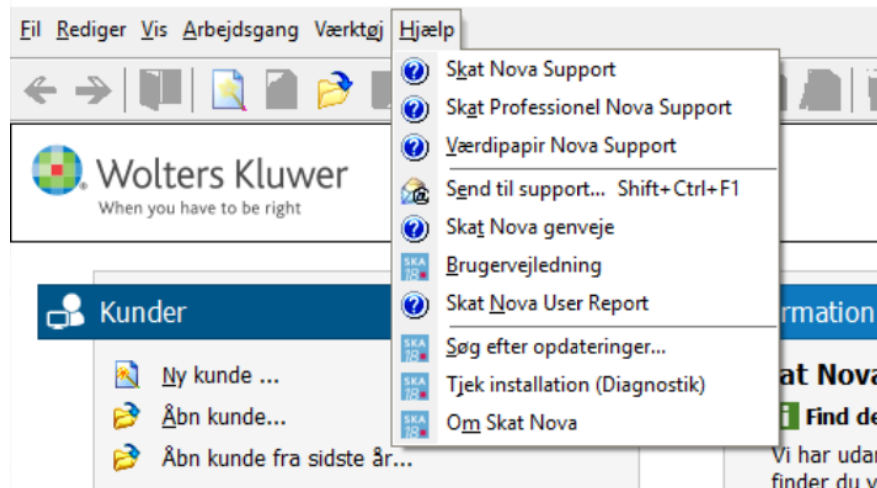 Fil Rediger Vis Arbejdsgang Værktøj Hjælp
Skat Nova Support
Skat Professionel Nova Support
Værdipapir Nova Support
Send til support... Shift+Ctrl+F1
Skat Nova genveje
Brugervejledning
Skat Nova User Report
Søg efter opdateringer...
Tjek installation (Diagnostik)
Om Skat Nova
Wolters Kluwer
When you have to be right
Kunder
Ny kunde ...
Åbn kunde...
Åbn kunde fra sidste år...
rmation
at Nova
Find de
Vi har udar
finder du v